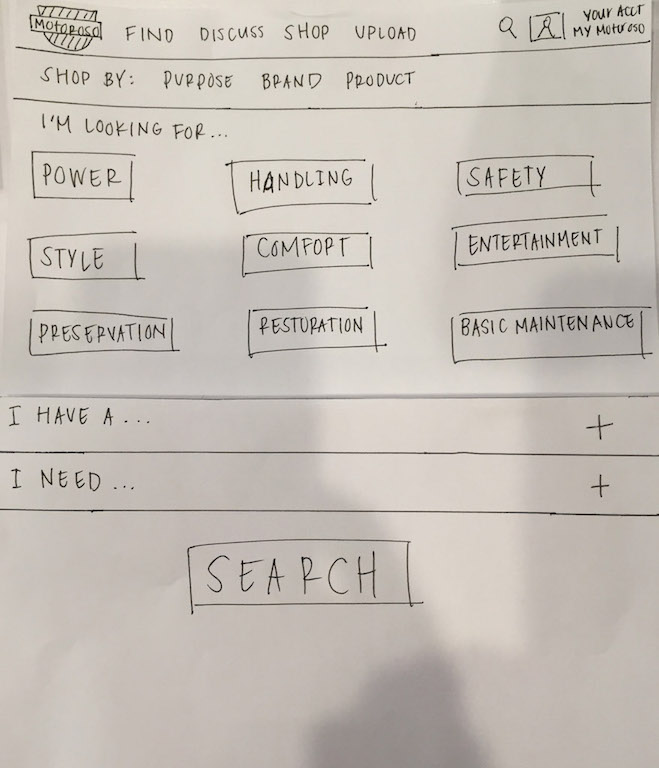 MOTOROSO FIND DISCUSS SHOP UPLOAD YOUR ACCT
MY MOTOROSO
SHOP BY: PURPOSE BRAND PRODUCT
I'M LOOKING FOR...
POWER HANDLING SAFETY
STYLE COMFORT ENTERTAINMENT
PRESERVATION RESTORATION BASIC MAINTENANCE
I HAVE A... +
I NEED... +
SEARCH